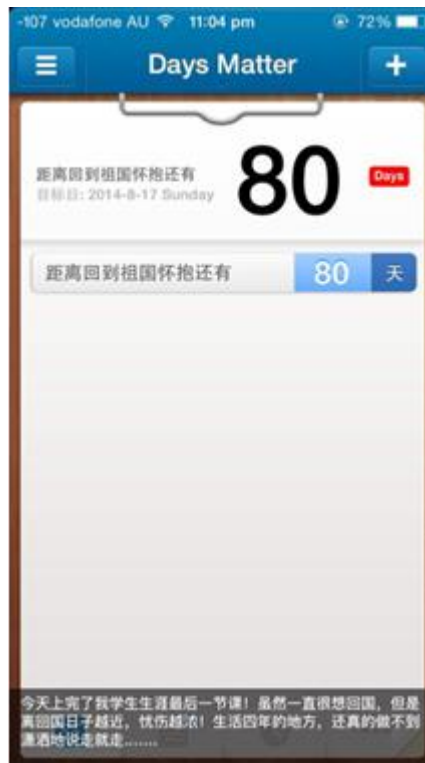 -107 vodafone AU 11:04 pm 72%
Days Matter
距离回到祖国怀抱还有
目标日: 2014-8-17 Sunday
80
Days
距离回到祖国怀抱还有 80 天
今天上完了我学生生涯最后一节课！虽然一直很想回国，但是
离回国日子越近，忧伤越浓！生活四年的地方，还真的做不到
潇洒地说走就走.......